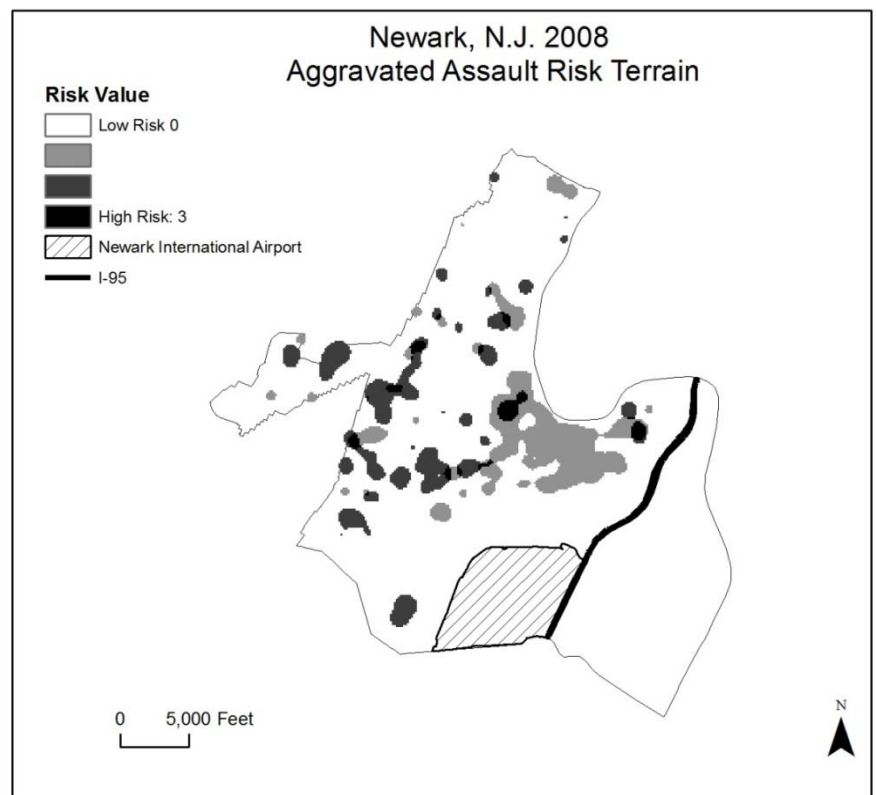 Newark, N.J. 2008
Aggravated Assault Risk Terrain
Risk Value
Low Risk 0
High Risk: 3
Newark International Airport
I-95
0 5,000 Feet
N